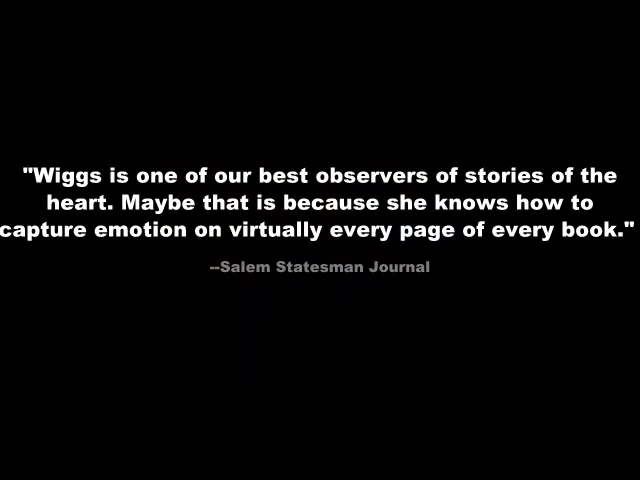 "Wiggs is one of our best observers of stories of the
heart. Maybe that is because she knows how to
capture emotion on virtually every page of every book."
--Salem Statesman Journal